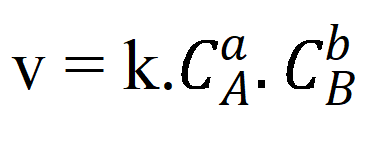 v = k.C_A^a. C_B^b